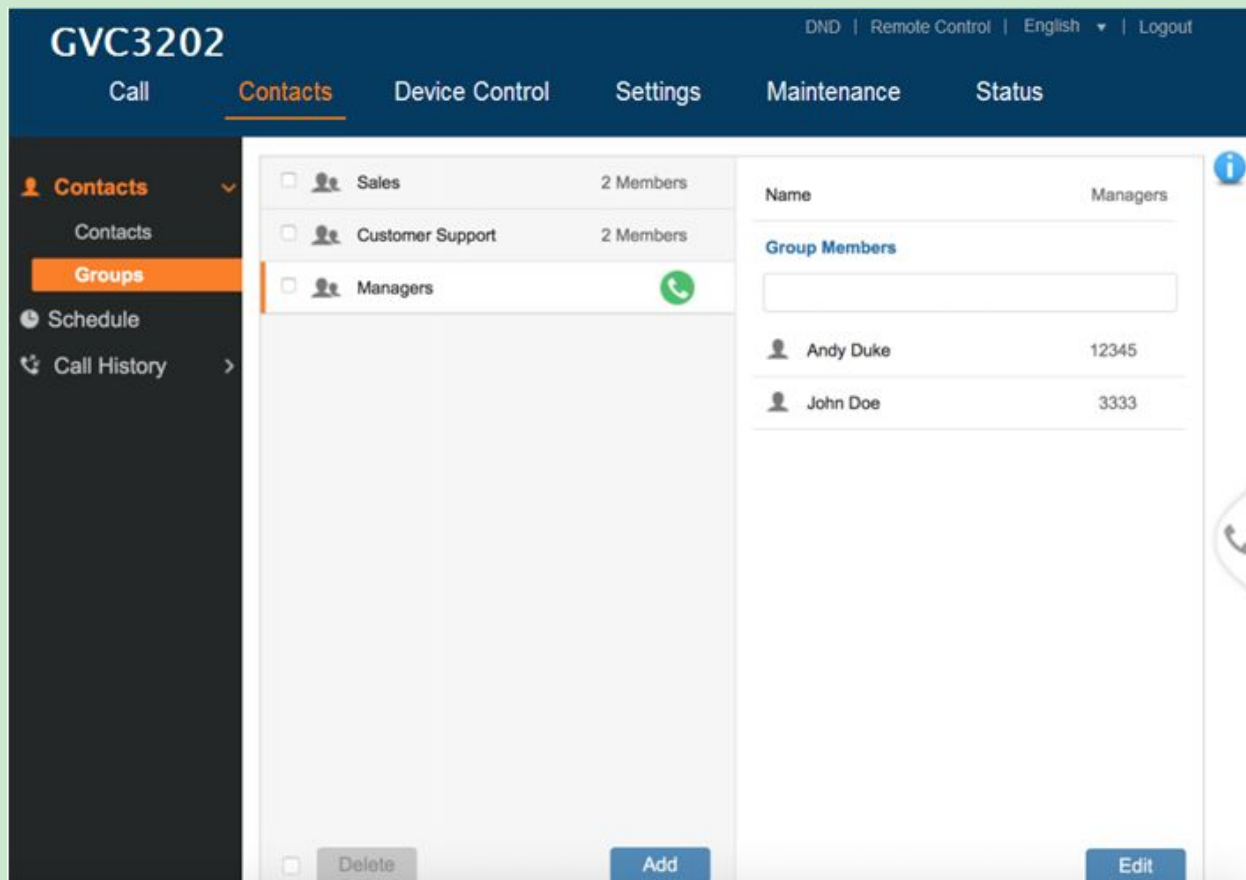 GVC3202
DND | Remote Control | English | Logout
Call Contacts Device Control Settings Maintenance Status
Contacts
Contacts
Groups
Schedule
Call History
Sales 2 Members
Customer Support 2 Members
Managers
Delete Add
Name Managers
Group Members
Andy Duke 12345
John Doe 3333
Edit